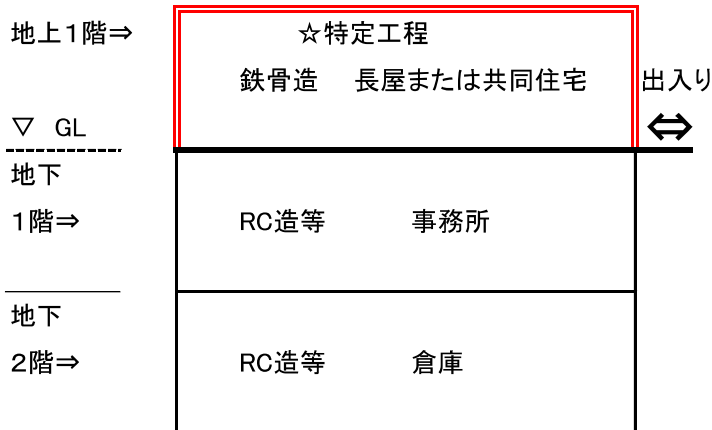 地上１階⇒ ☆特定工程
鉄骨造 長屋または共同住宅 出入り
▽ GL ⇔
地下
１階⇒ RC造等 事務所
地下
２階⇒ RC造等 倉庫